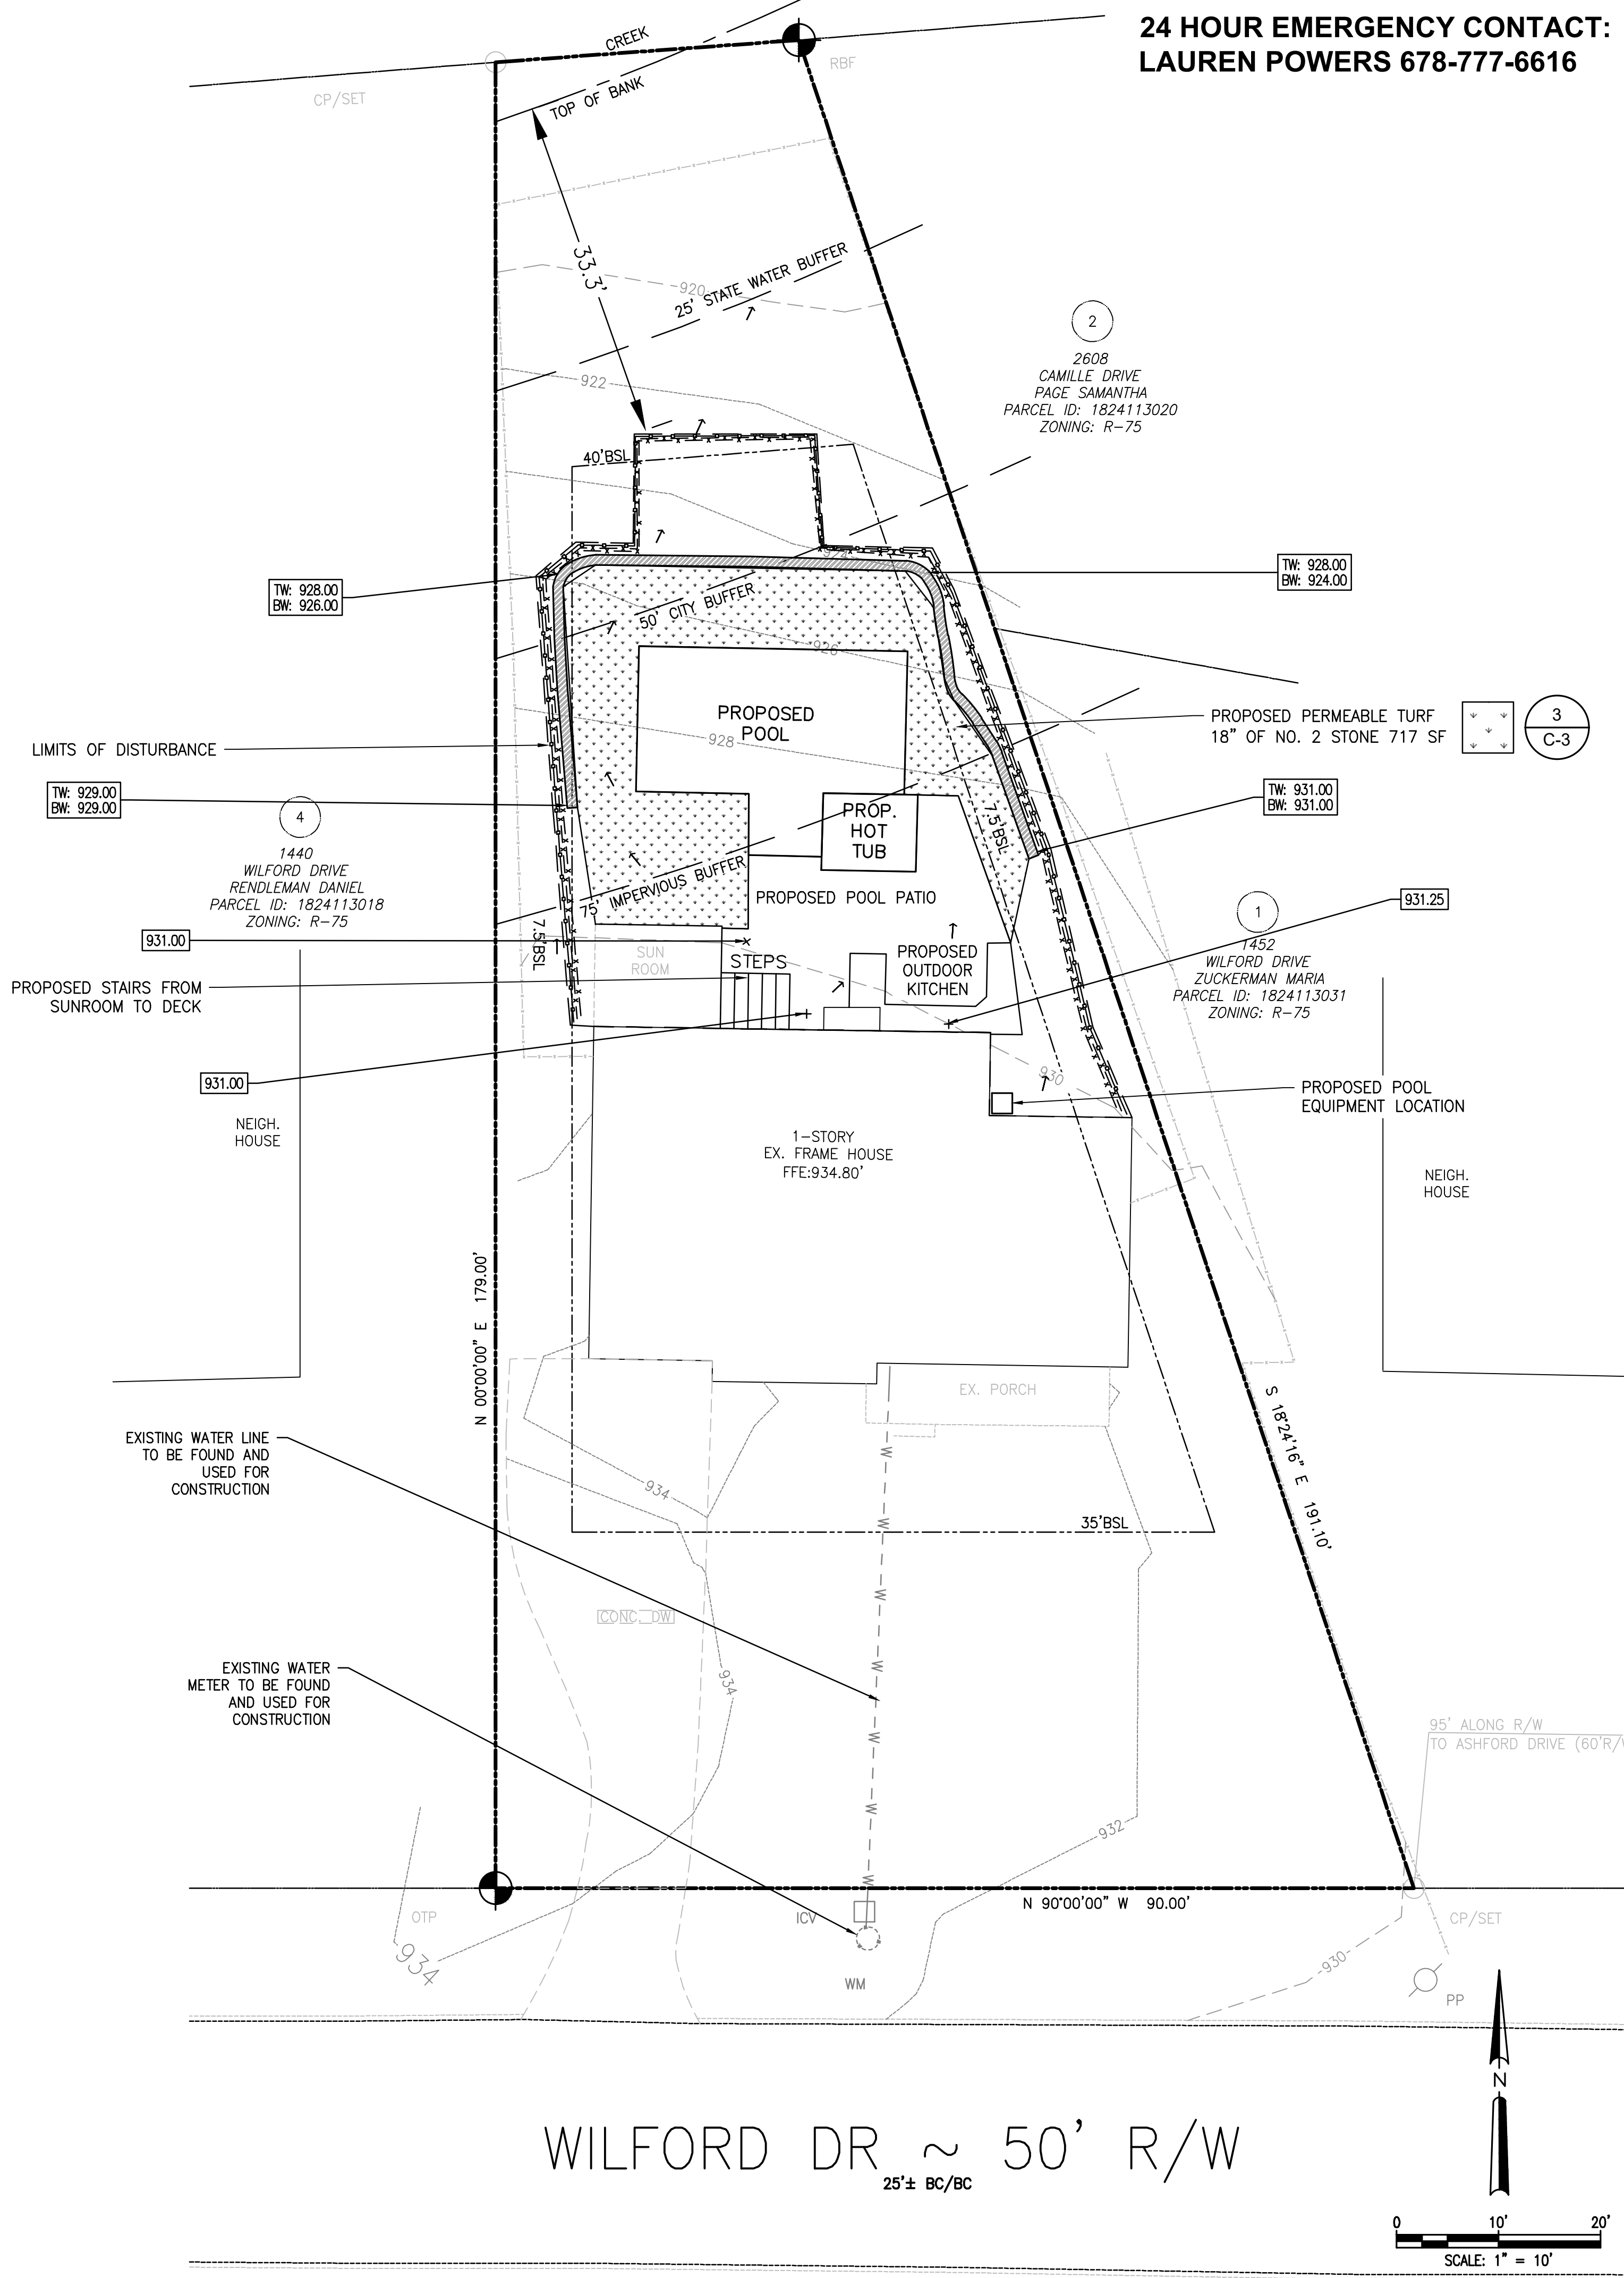 24 HOUR EMERGENCY CONTACT:
LAUREN POWERS 678-777-6616
CREEK
RBF
CP/SET
TOP OF BANK
33.3'
920
25' STATE WATER BUFFER
2
2608
CAMILLE DRIVE
PAGE SAMANTHA
PARCEL ID: 1824113020
ZONING: R-75
922
40'BSL
TW: 928.00
BW: 926.00
TW: 928.00
BW: 924.00
50' CITY BUFFER
926
PROPOSED
POOL
928
PROPOSED PERMEABLE TURF
18" OF NO. 2 STONE 717 SF
3
C-3
LIMITS OF DISTURBANCE
TW: 929.00
BW: 929.00
TW: 931.00
BW: 931.00
4
1440
WILFORD DRIVE
RENDLEMAN DANIEL
PARCEL ID: 1824113018
ZONING: R-75
PROP.
HOT
TUB
7.5'BSL
75' IMPERVIOUS BUFFER
PROPOSED POOL PATIO
931.25
1
1452
WILFORD DRIVE
ZUCKERMAN MARIA
PARCEL ID: 1824113031
ZONING: R-75
931.00
7.5'BSL
SUN
ROOM
STEPS
PROPOSED
OUTDOOR
KITCHEN
PROPOSED STAIRS FROM
SUNROOM TO DECK
931.00
930
PROPOSED POOL
EQUIPMENT LOCATION
NEIGH.
HOUSE
1-STORY
EX. FRAME HOUSE
FFE:934.80'
NEIGH.
HOUSE
N 00°00'00" E 179.00'
EX. PORCH
S 18°24'16" E 191.10'
EXISTING WATER LINE
TO BE FOUND AND
USED FOR
CONSTRUCTION
934
W
W
W
W
W
W
W
35'BSL
CONC. DW
EXISTING WATER
METER TO BE FOUND
AND USED FOR
CONSTRUCTION
934
95' ALONG R/W
TO ASHFORD DRIVE (60'R/
932
N 90°00'00" W 90.00'
OTP
ICV
CP/SET
934
930
WM
PP
N
WILFORD DR ~ 50' R/W
25'± BC/BC
0 10' 20'
SCALE: 1" = 10'